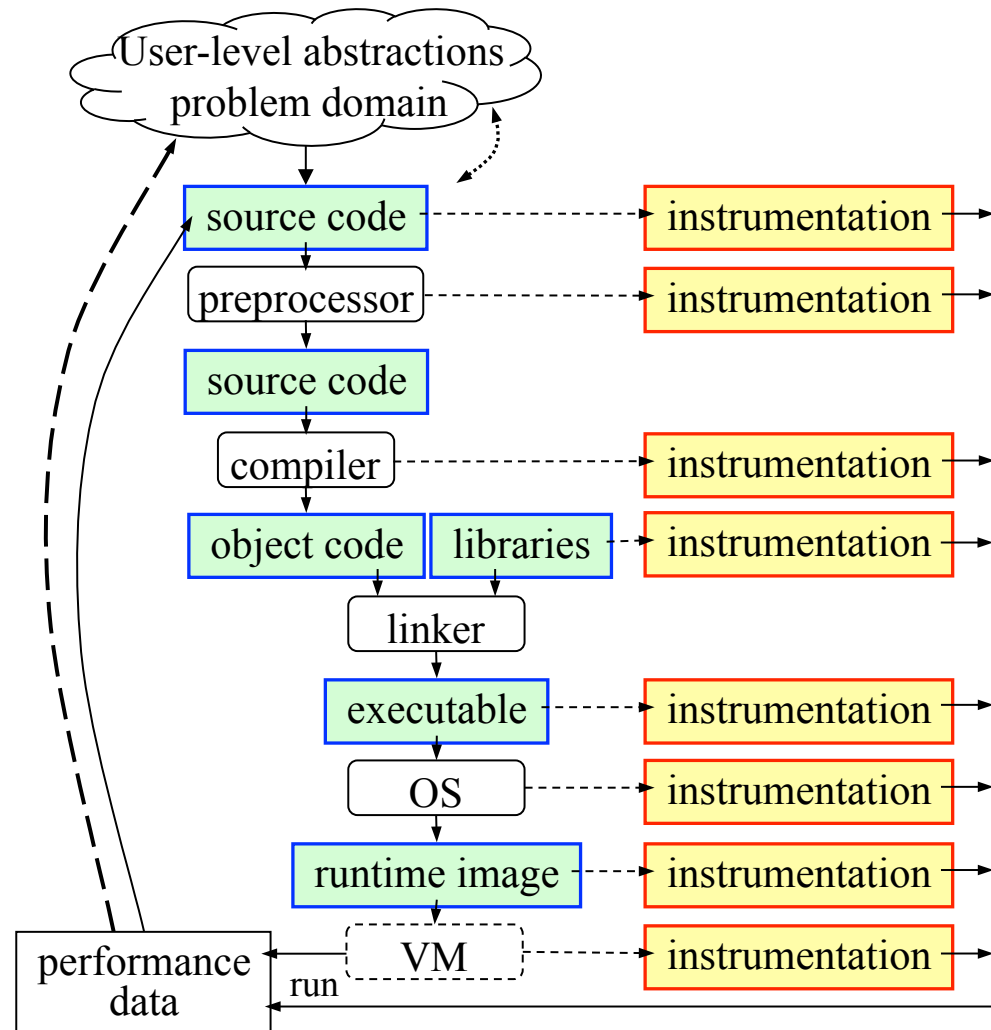 User-level abstractions
problem domain
source code
instrumentation
preprocessor
instrumentation
source code
compiler
instrumentation
object code
libraries
instrumentation
linker
executable
instrumentation
OS
instrumentation
runtime image
instrumentation
VM
instrumentation
performance
data
run